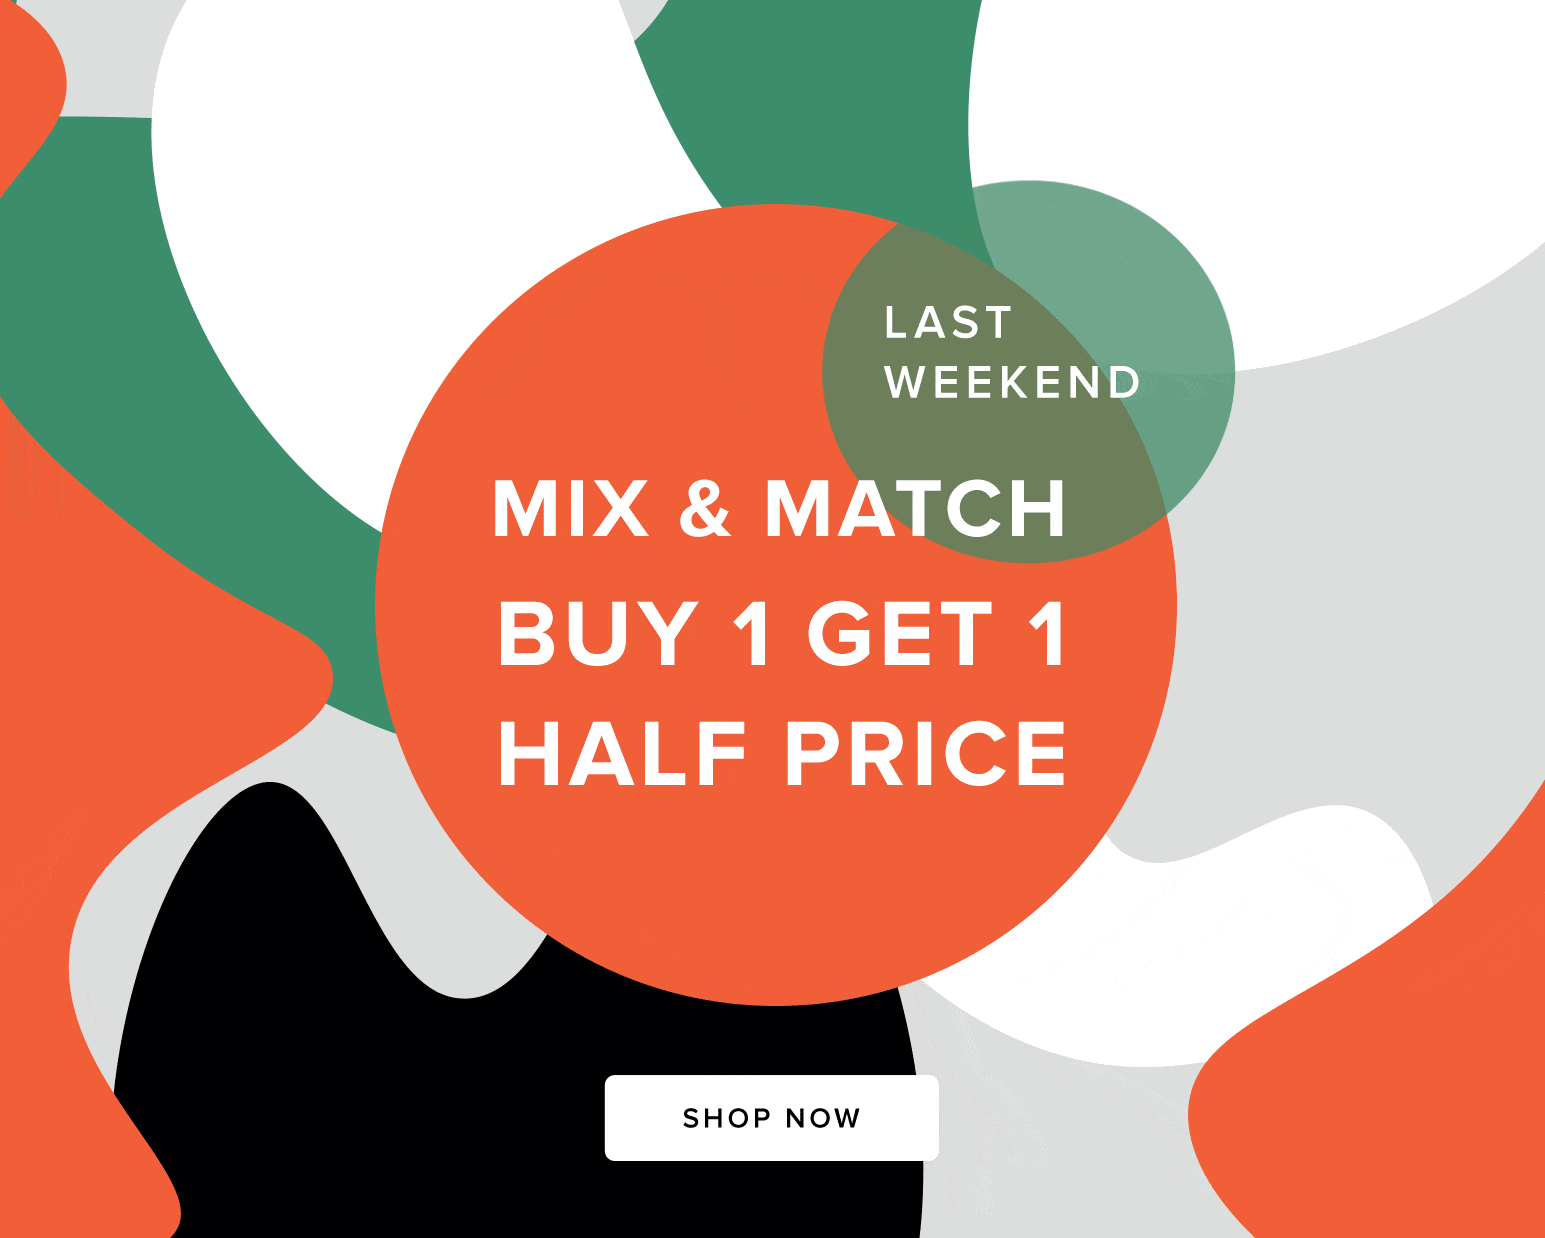 LAST
WEEKEND
MIX & MATCH
BUY 1 GET 1
HALF PRICE
SHOP NOW